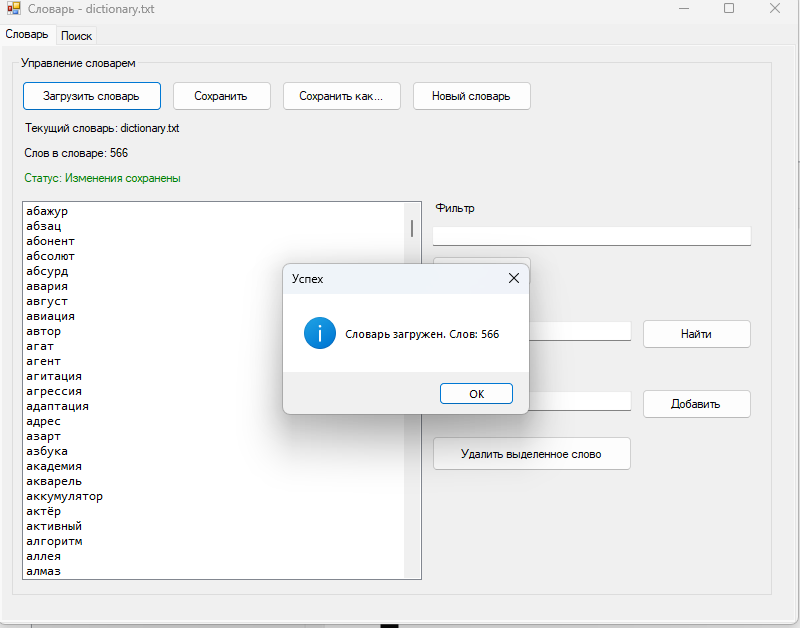 Словарь - dictionary.txt
Словарь Поиск
Управление словарем
Загрузить словарь Сохранить Сохранить как... Новый словарь
Текущий словарь: dictionary.txt
Слов в словаре: 566
Статус: Изменения сохранены
абажур
абзац
абонент
абсолют
абсурд
авария
август
авиация
автор
агат
агент
агитация
агрессия
адаптация
адрес
азарт
азбука
академия
акварель
аккумулятор
актёр
активный
алгоритм
аллея
алмаз
Фильтр
Найти
Добавить
Удалить выделенное слово
Успех
Словарь загружен. Слов: 566
OK